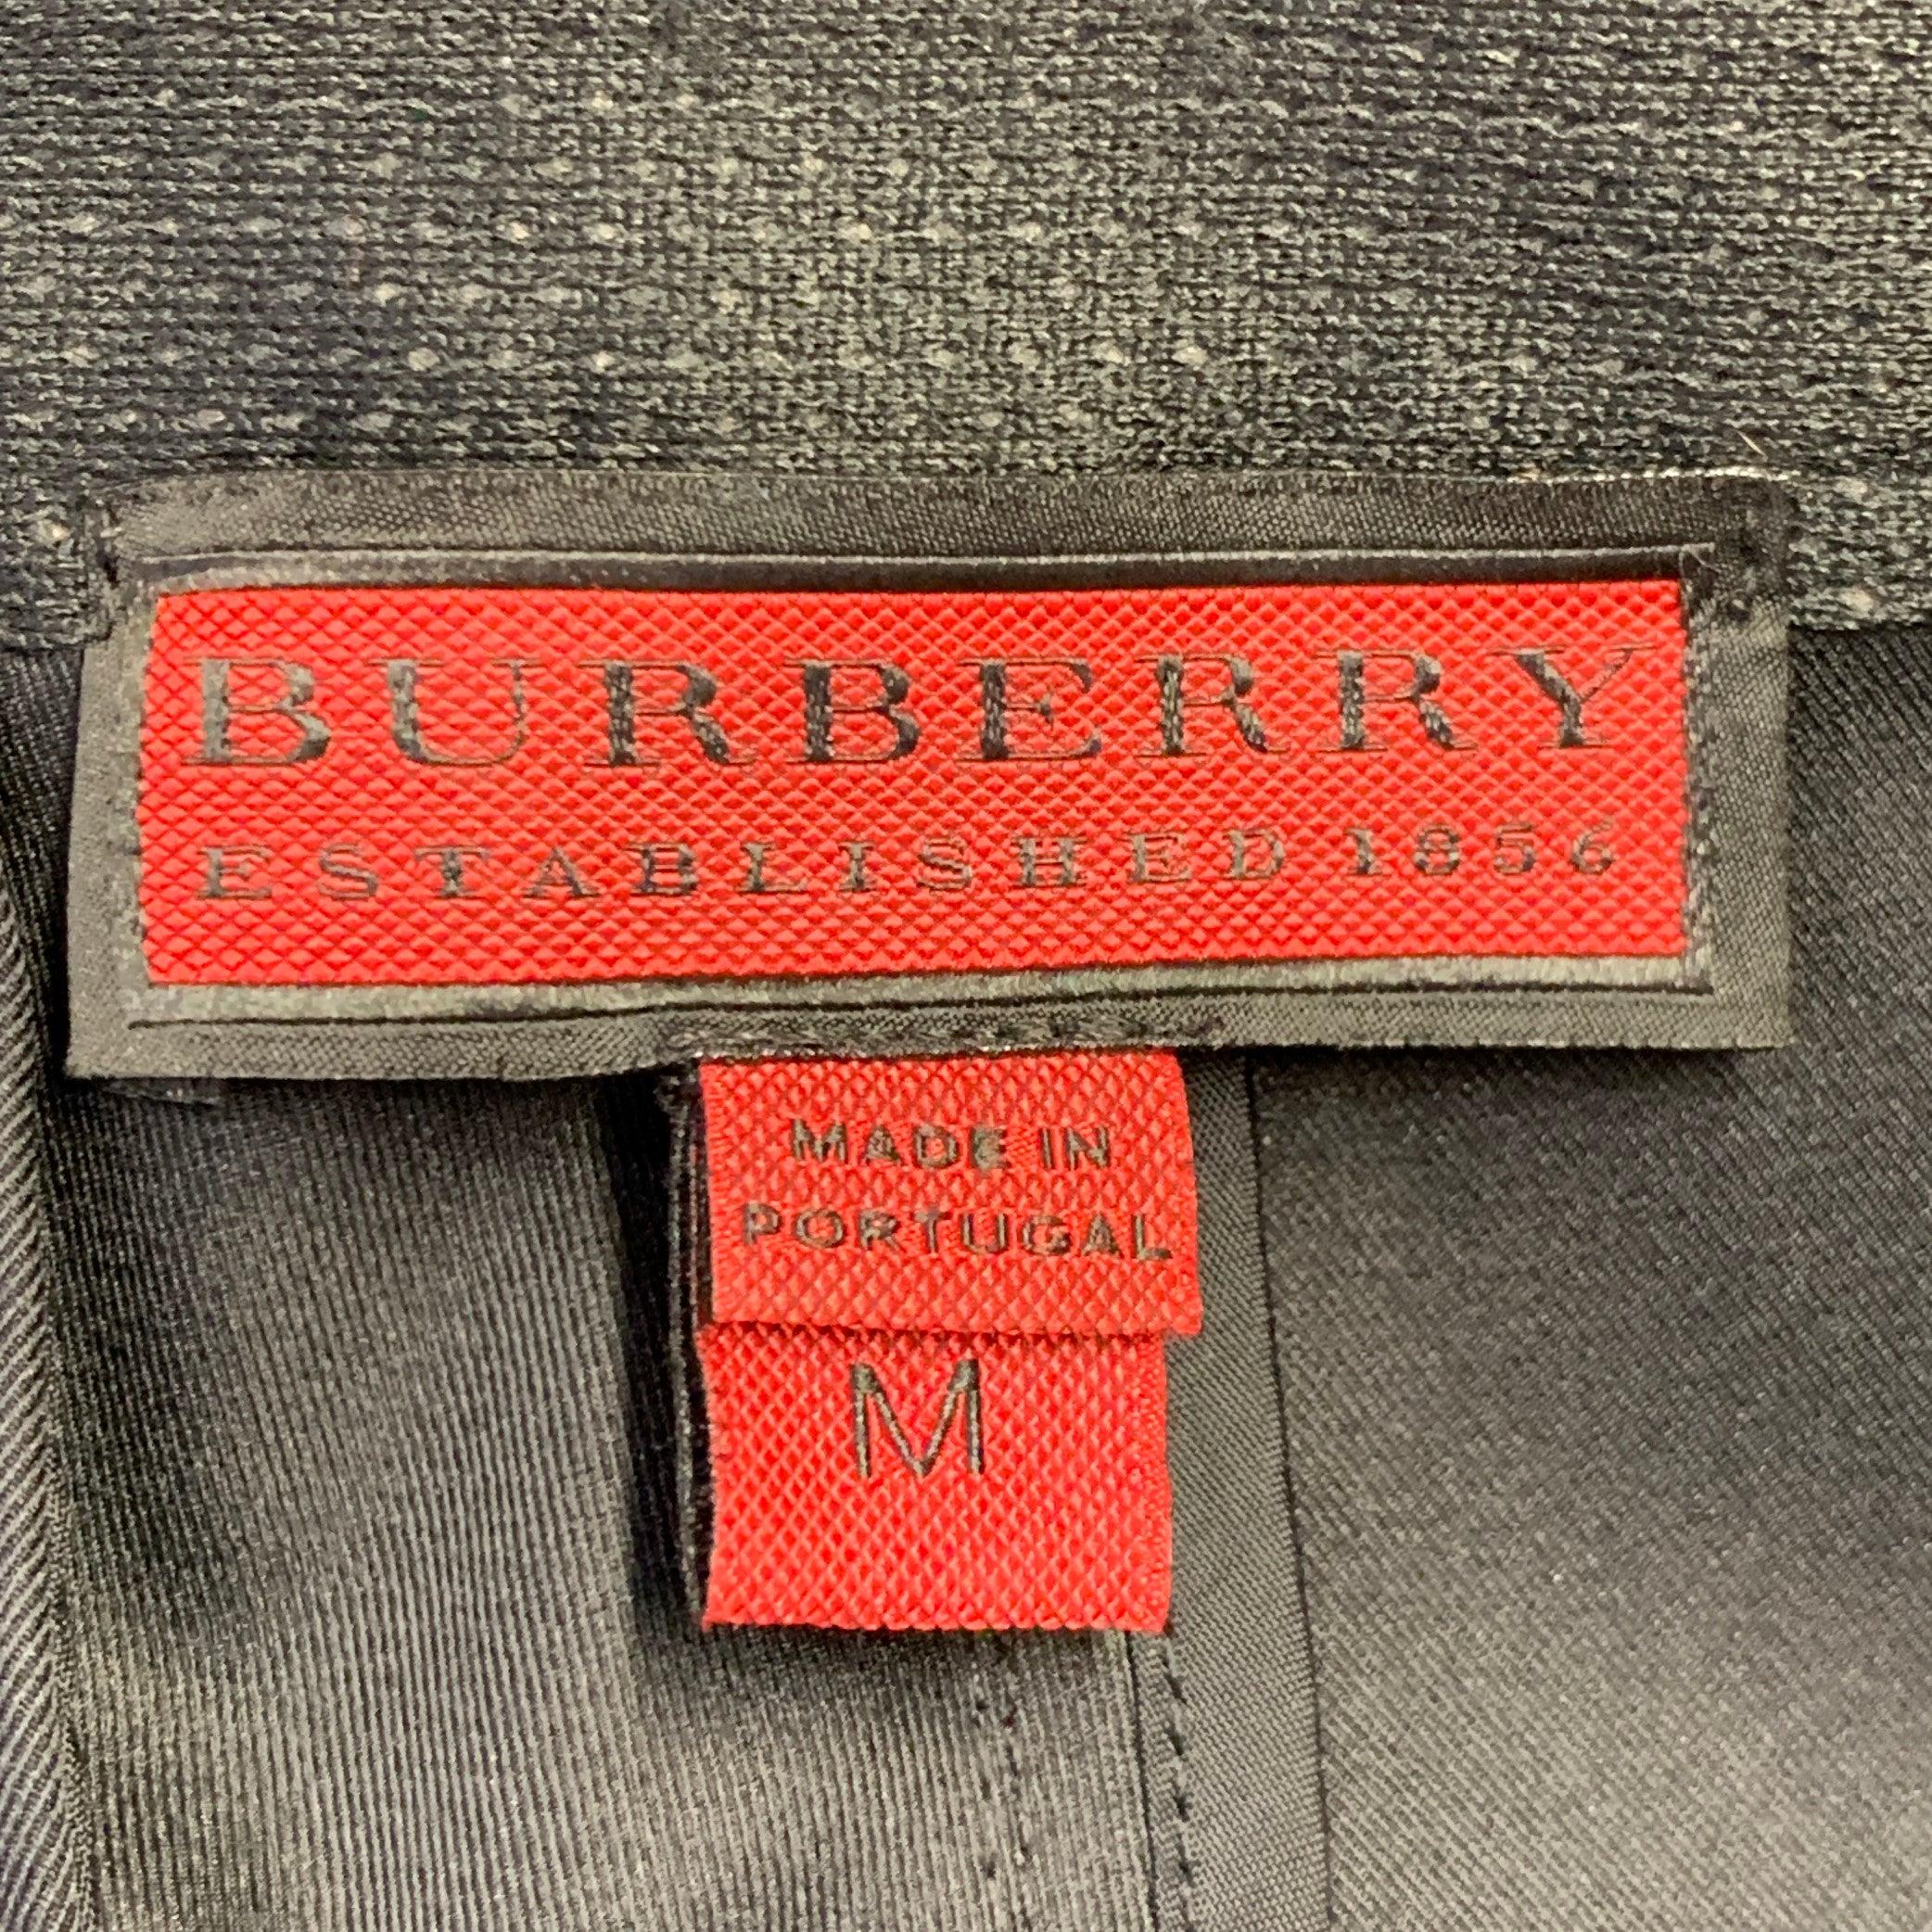 BURBERRY
ESTABLISHED 1856
MADE IN
PORTUGAL
M